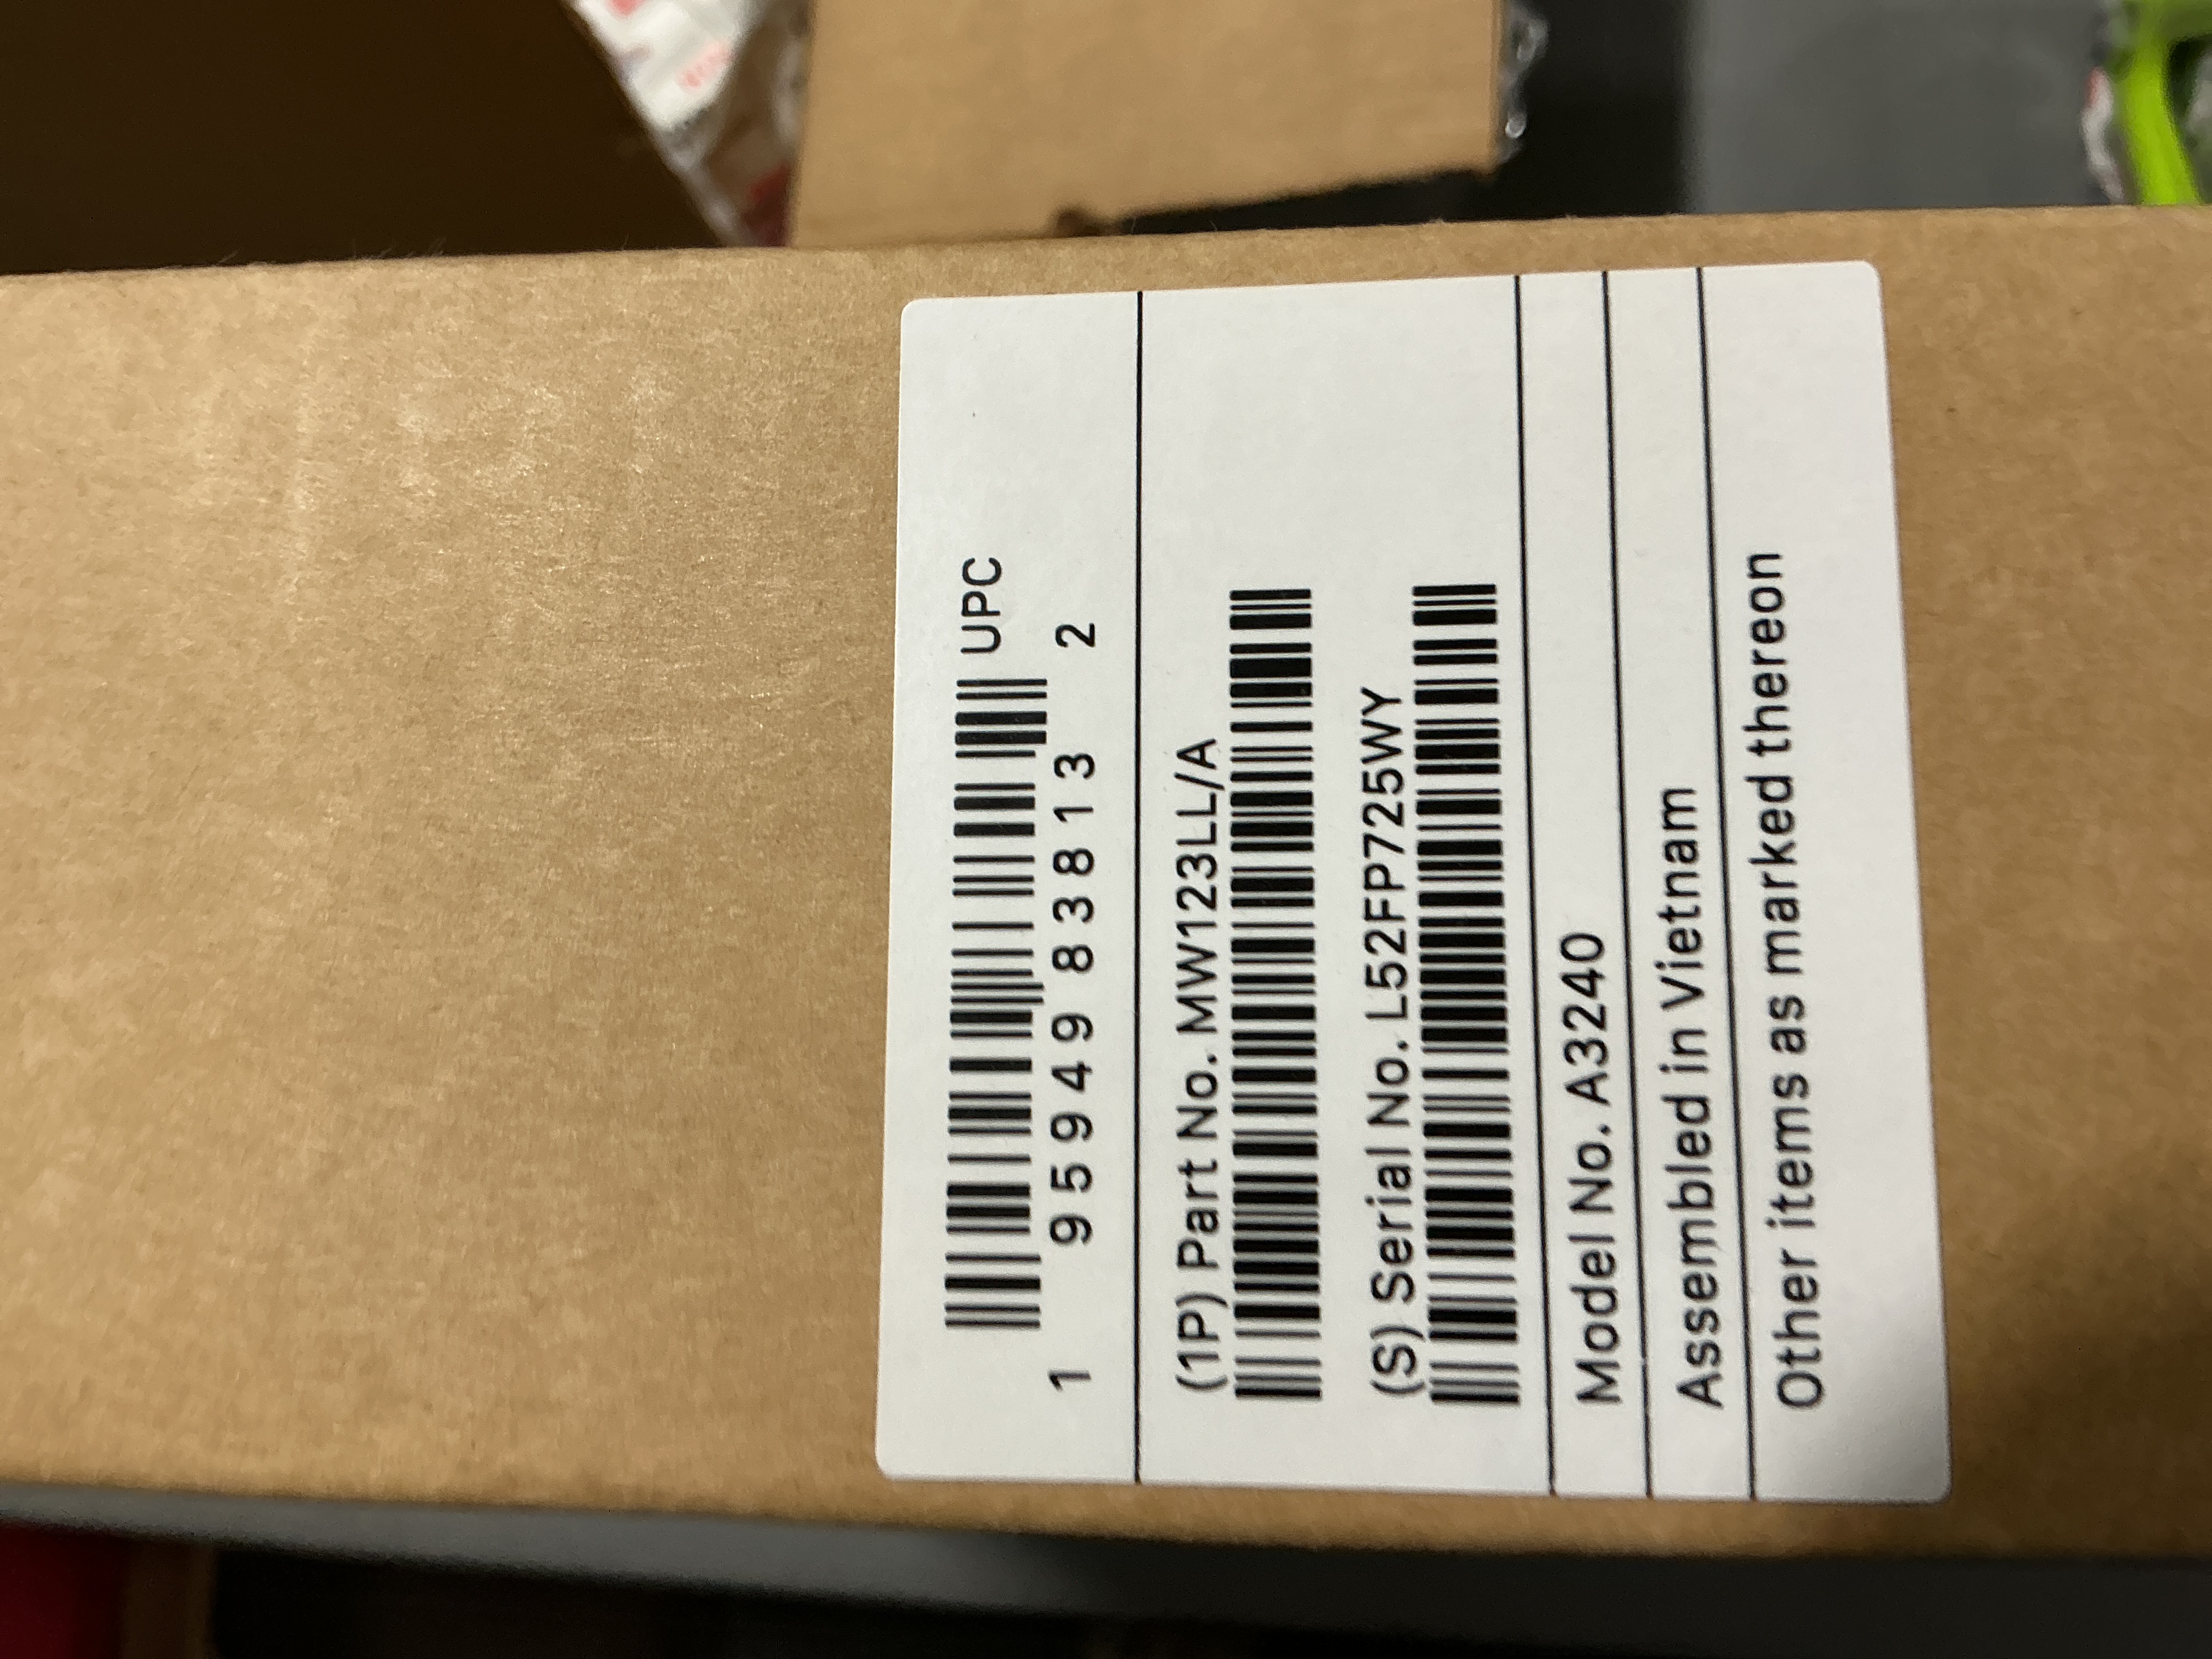 UPC
1 95949 83813 2
(1P) Part No. MW123LL/A
(S) Serial No. L52FP725WY
Model No. A3240
Assembled in Vietnam
Other items as marked thereon